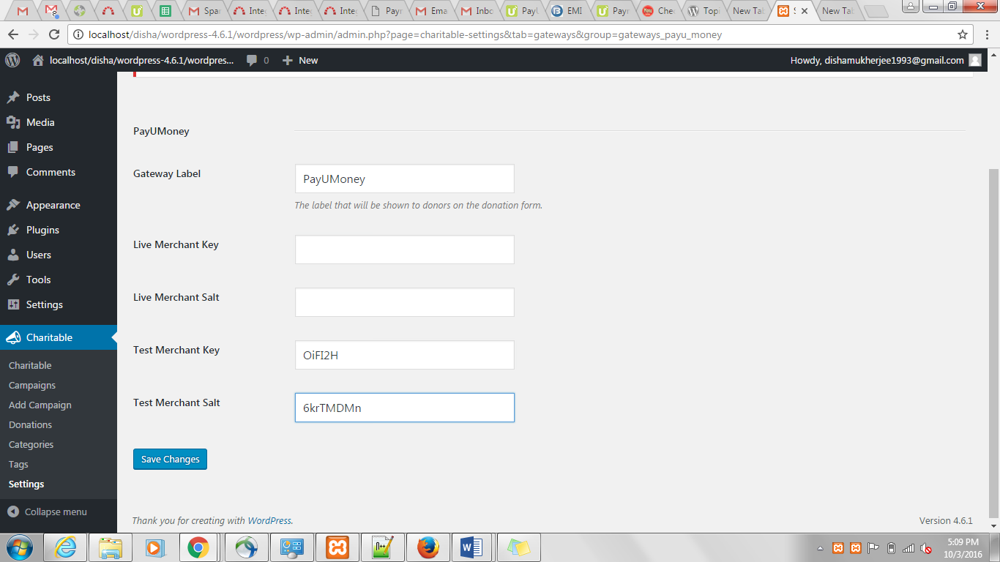 Spar
Inte
Inte
Inte
Payn
Ema
Inbo
PayU
EMI
Payn
Che
Topi
New Tab
S
New Tab
localhost/disha/wordpress-4.6.1/wordpress/wp-admin/admin.php?page=charitable-settings&tab=gateways&group=gateways_payu_money
localhost/disha/wordpress-4.6.1/wordpres...
0
New
Howdy, dishamukherjee1993@gmail.com
Posts
Media
Pages
Comments
Appearance
Plugins
Users
Tools
Settings
Charitable
Charitable
Campaigns
Add Campaign
Donations
Categories
Tags
Settings
Collapse menu
PayUMoney
Gateway Label
PayUMoney
The label that will be shown to donors on the donation form.
Live Merchant Key
Live Merchant Salt
Test Merchant Key
OiFI2H
Test Merchant Salt
6krTMDMn
Save Changes
Thank you for creating with WordPress.
Version 4.6.1
5:09 PM
10/3/2016